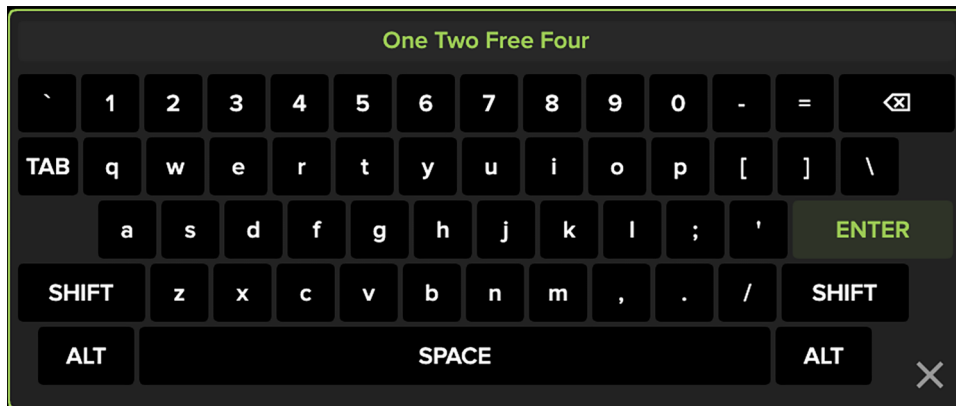 One Two Free Four
` 1 2 3 4 5 6 7 8 9 0 - =
TAB q w e r t y u i o p [ ] \
a s d f g h j k l ; ' ENTER
SHIFT z x c v b n m , . / SHIFT
ALT SPACE ALT